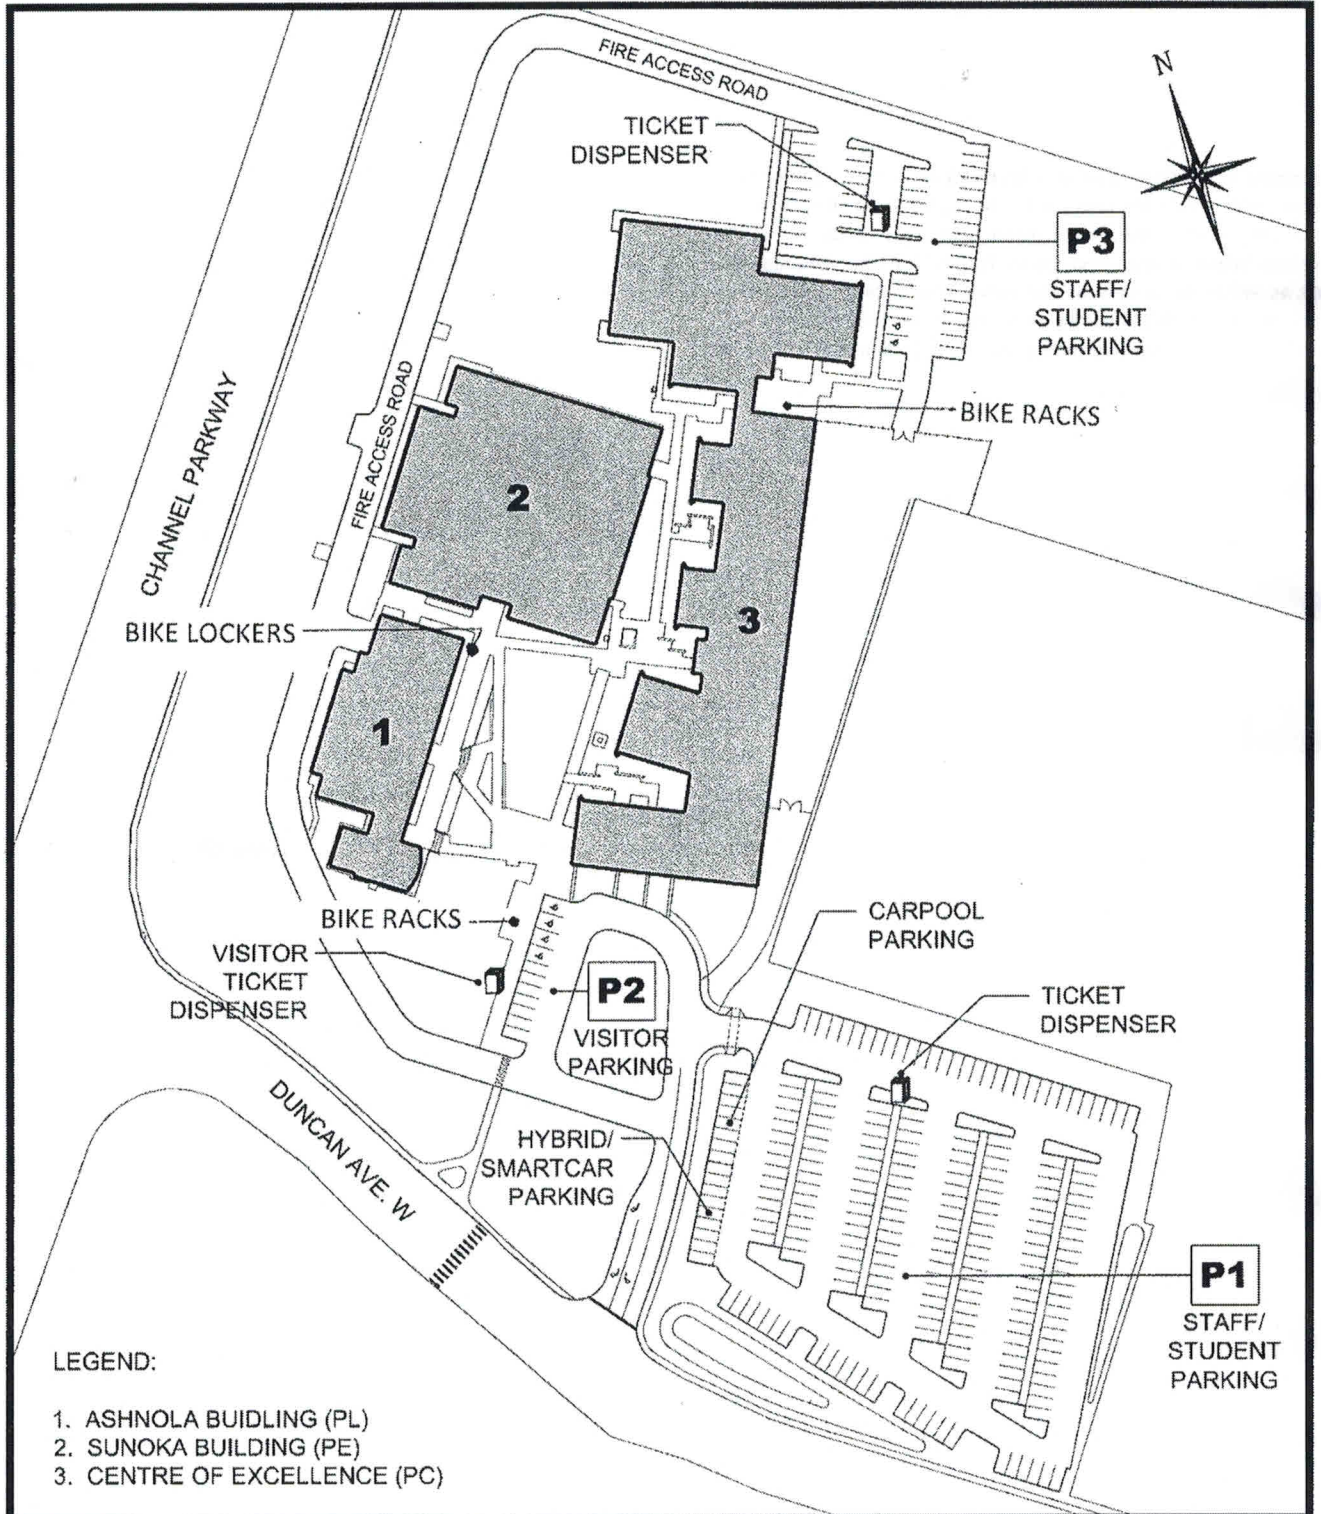 FIRE ACCESS ROAD
N
TICKET
DISPENSER
P3
STAFF/
STUDENT
PARKING
BIKE RACKS
CHANNEL PARKWAY
FIRE ACCESS ROAD
2
3
BIKE LOCKERS
1
BIKE RACKS
CARPOOL
PARKING
VISITOR
TICKET
DISPENSER
P2
VISITOR
PARKING
TICKET
DISPENSER
DUNCAN AVE. W
HYBRID/
SMARTCAR
PARKING
P1
STAFF/
STUDENT
PARKING
LEGEND:
1. ASHNOLA BUIDLING (PL)
2. SUNOKA BUILDING (PE)
3. CENTRE OF EXCELLENCE (PC)